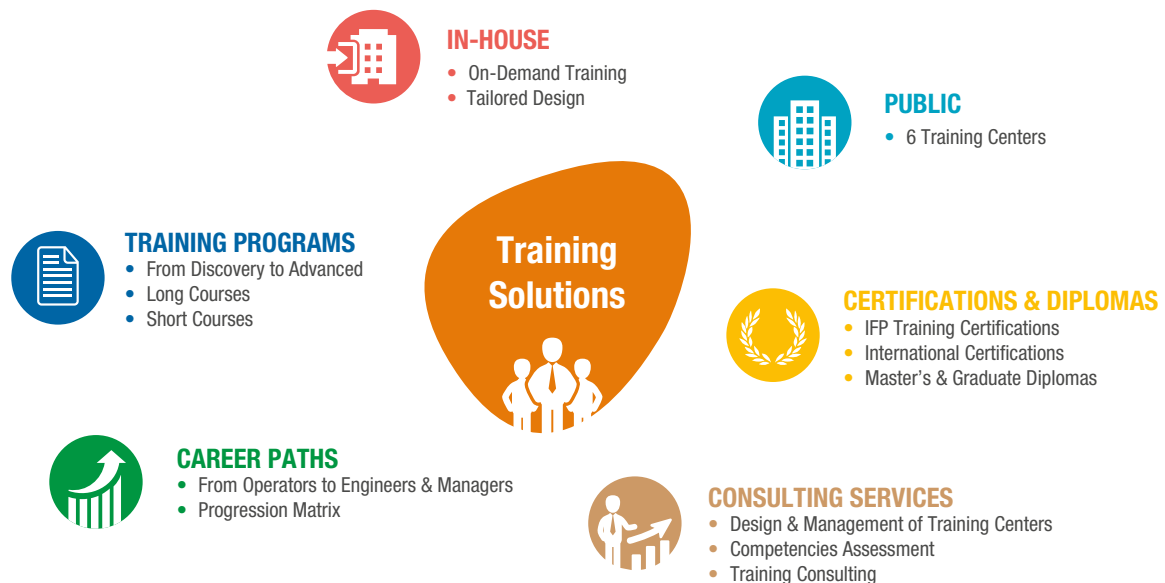 IN-HOUSE
• On-Demand Training
• Tailored Design
PUBLIC
• 6 Training Centers
TRAINING PROGRAMS
• From Discovery to Advanced
• Long Courses
• Short Courses
Training
Solutions
CERTIFICATIONS & DIPLOMAS
• IFP Training Certifications
• International Certifications
• Master’s & Graduate Diplomas
CAREER PATHS
• From Operators to Engineers & Managers
• Progression Matrix
CONSULTING SERVICES
• Design & Management of Training Centers
• Competencies Assessment
• Training Consulting